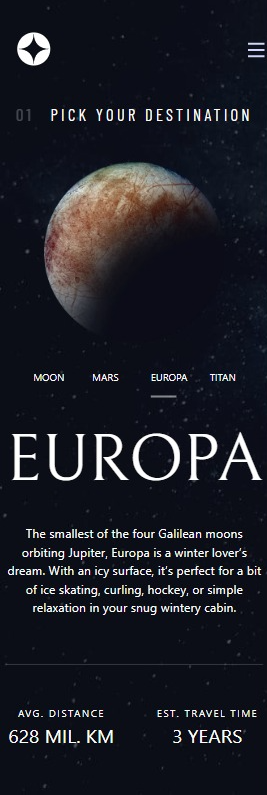 01 PICK YOUR DESTINATION
MOON MARS EUROPA TITAN
EUROPA
The smallest of the four Galilean moons
orbiting Jupiter, Europa is a winter lover's
dream. With an icy surface, it's perfect for a bit
of ice skating, curling, hockey, or simple
relaxation in your snug wintery cabin.
AVG. DISTANCE EST. TRAVEL TIME
628 MIL. KM 3 YEARS